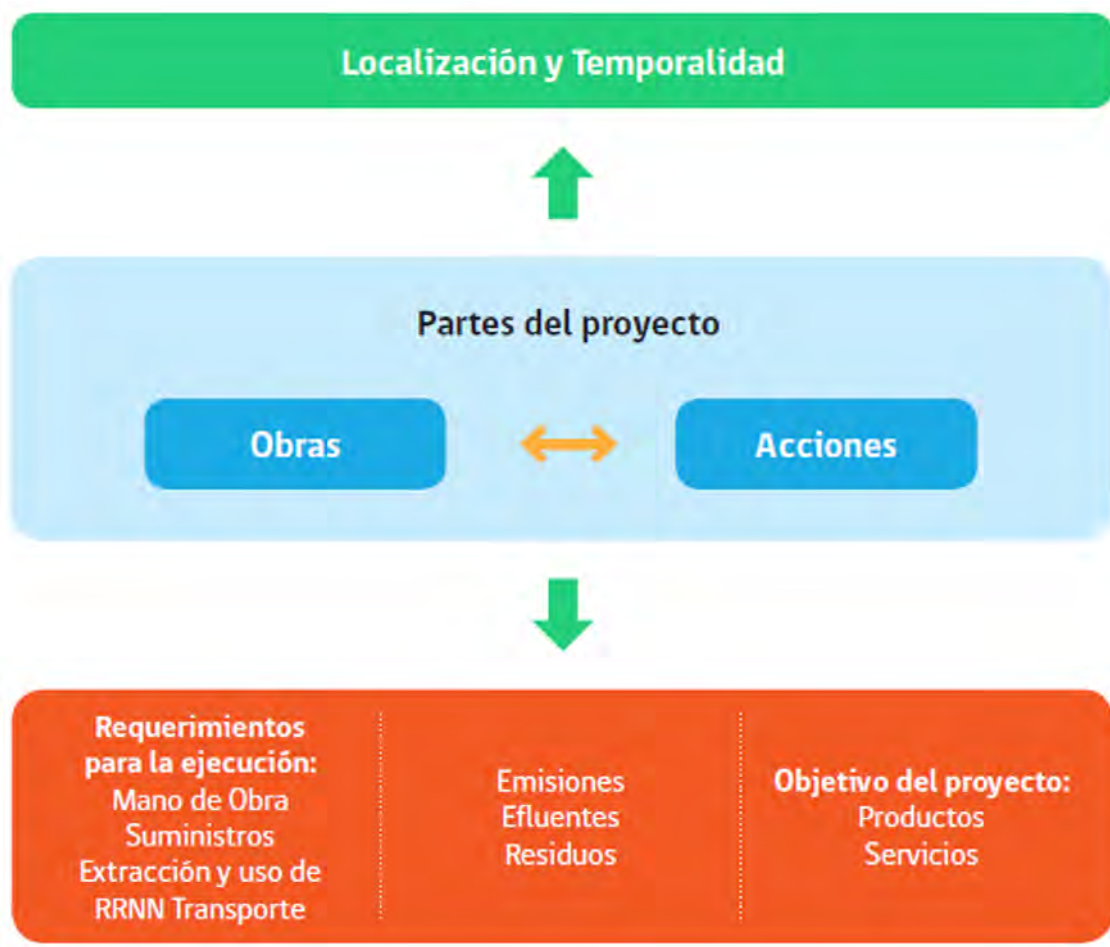 Localización y Temporalidad
Partes del proyecto
Obras
Acciones
Requerimientos
para la ejecución:
Mano de Obra
Suministros
Extracción y uso de
RRNN Transporte
Emisiones
Efluentes
Residuos
Objetivo del proyecto:
Productos
Servicios